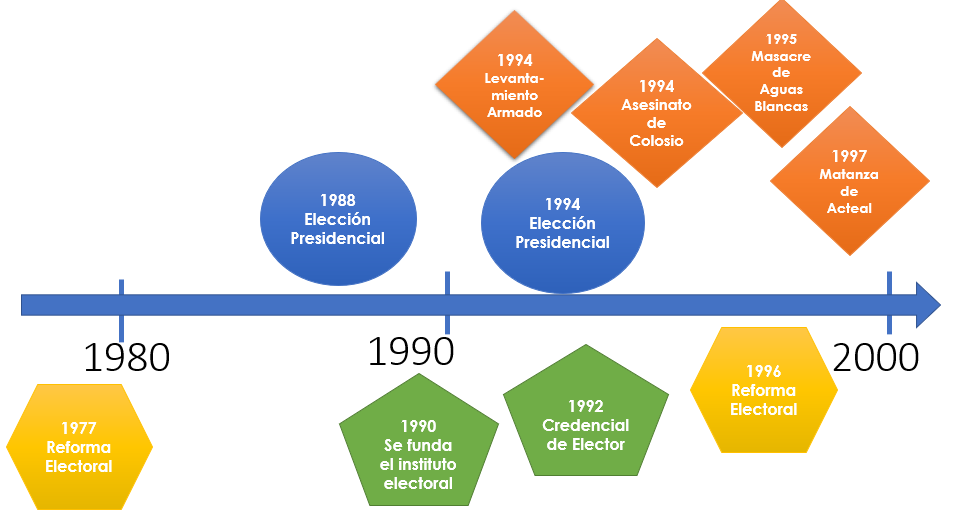 1994
Levanta-
miento
Armado
1994
Asesinato
de
Colosio
1995
Masacre
de
Aguas
Blancas
1997
Matanza
de
Acteal
1988
Elección
Presidencial
1994
Elección
Presidencial
1980
1990
2000
1977
Reforma
Electoral
1990
Se funda
el instituto
electoral
1992
Credencial
de Elector
1996
Reforma
Electoral